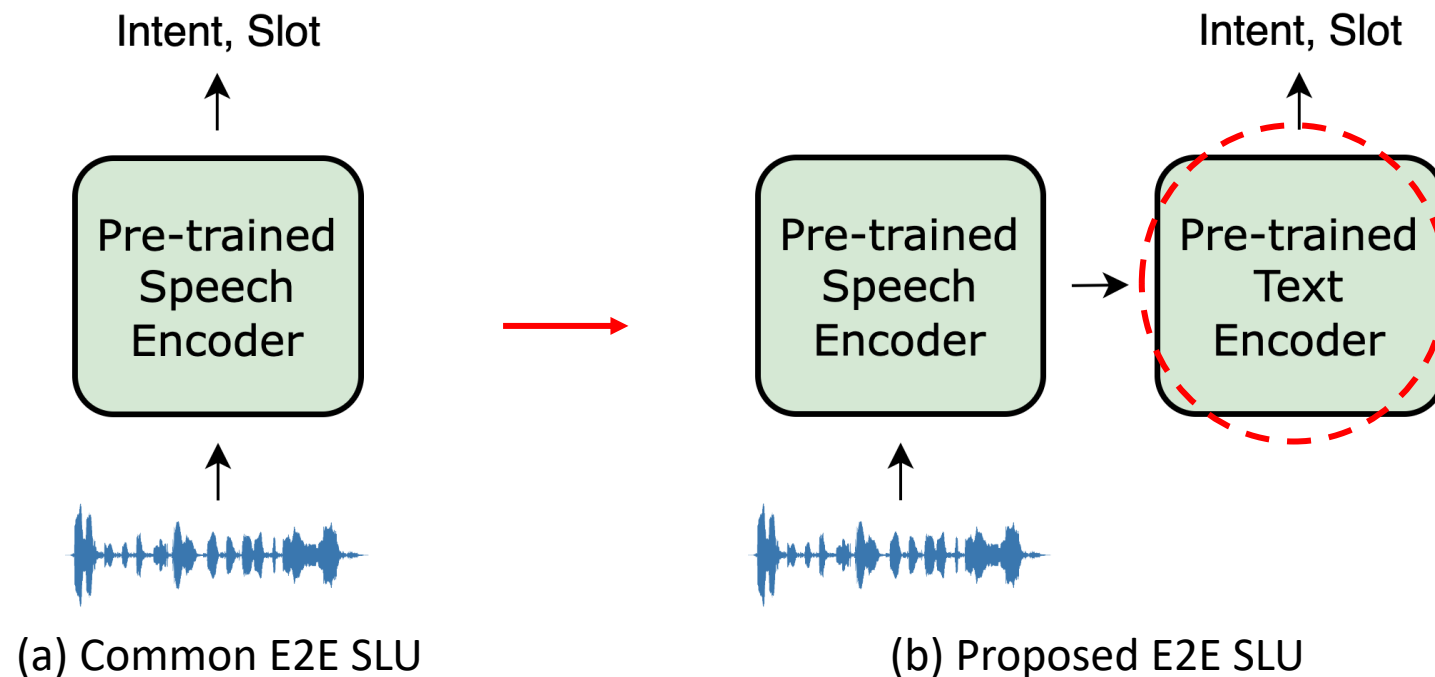 Intent, Slot
Pre-trained
Speech
Encoder
(a) Common E2E SLU
Intent, Slot
Pre-trained
Speech
Encoder
Pre-trained
Text
Encoder
(b) Proposed E2E SLU